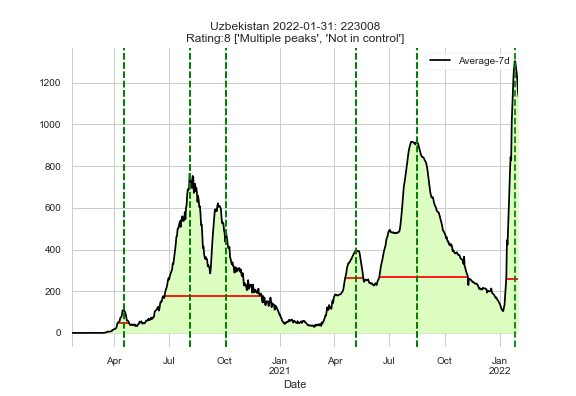 Uzbekistan 2022-01-31: 223008
Rating:8 ['Multiple peaks', 'Not in control']
Average-7d
1200
1000
800
600
400
200
0
Apr Jul Oct Jan Apr Jul Oct Jan
2021 2022
Date